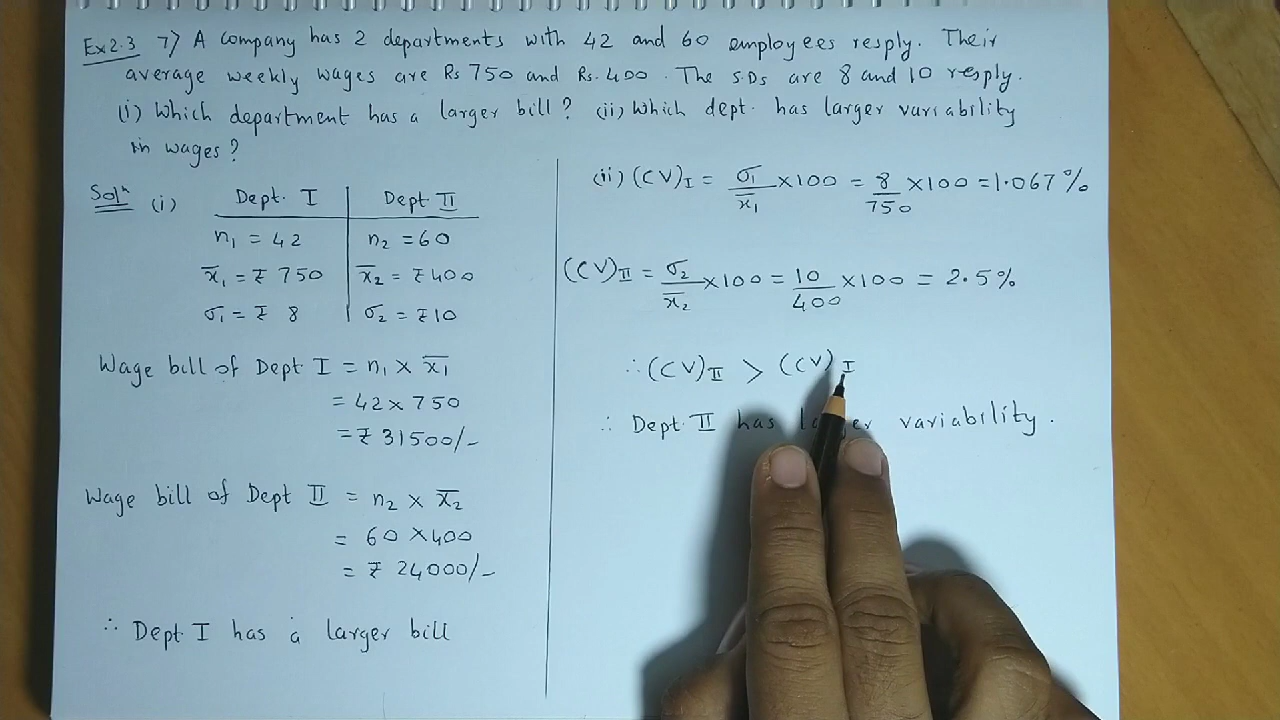 Ex 2.3 7) A company has 2 departments with 42 and 60 employees resply. Their
average weekly wages are Rs 750 and Rs. 400. The S.Ds are 8 and 10 resply.
(i) Which department has a larger bill? (ii) Which dept. has larger variability
in wages?
Solⁿ (i)
Dept. I Dept. II
n₁ = 42 n₂ = 60
x̄₁ = ₹ 750 x̄₂ = ₹ 400
σ₁ = ₹ 8 σ₂ = ₹ 10
Wage bill of Dept. I = n₁ × x̄₁
= 42 × 750
= ₹ 31500/-
Wage bill of Dept II = n₂ × x̄₂
= 60 × 400
= ₹ 24000/-
∴ Dept I has a larger bill
(ii) (CV)I = σ₁/x̄₁ × 100 = 8/750 × 100 = 1.067 %
(CV)II = σ₂/x̄₂ × 100 = 10/400 × 100 = 2.5 %
∴ (CV)II > (CV)I
∴ Dept. II has larger variability.